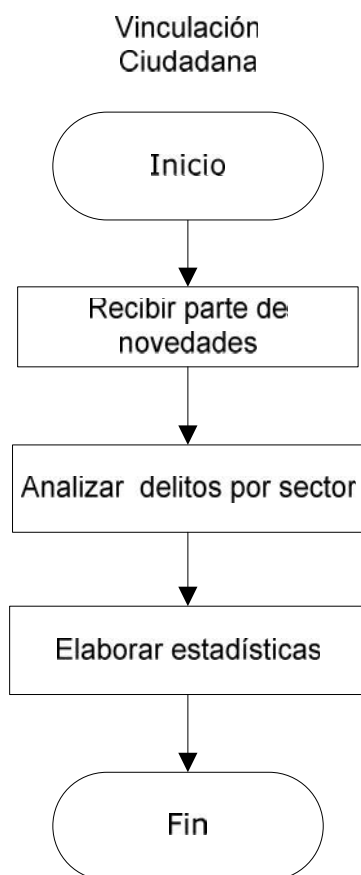 Vinculación
Ciudadana
Inicio
Recibir parte de
novedades
Analizar delitos por sector
Elaborar estadísticas
Fin